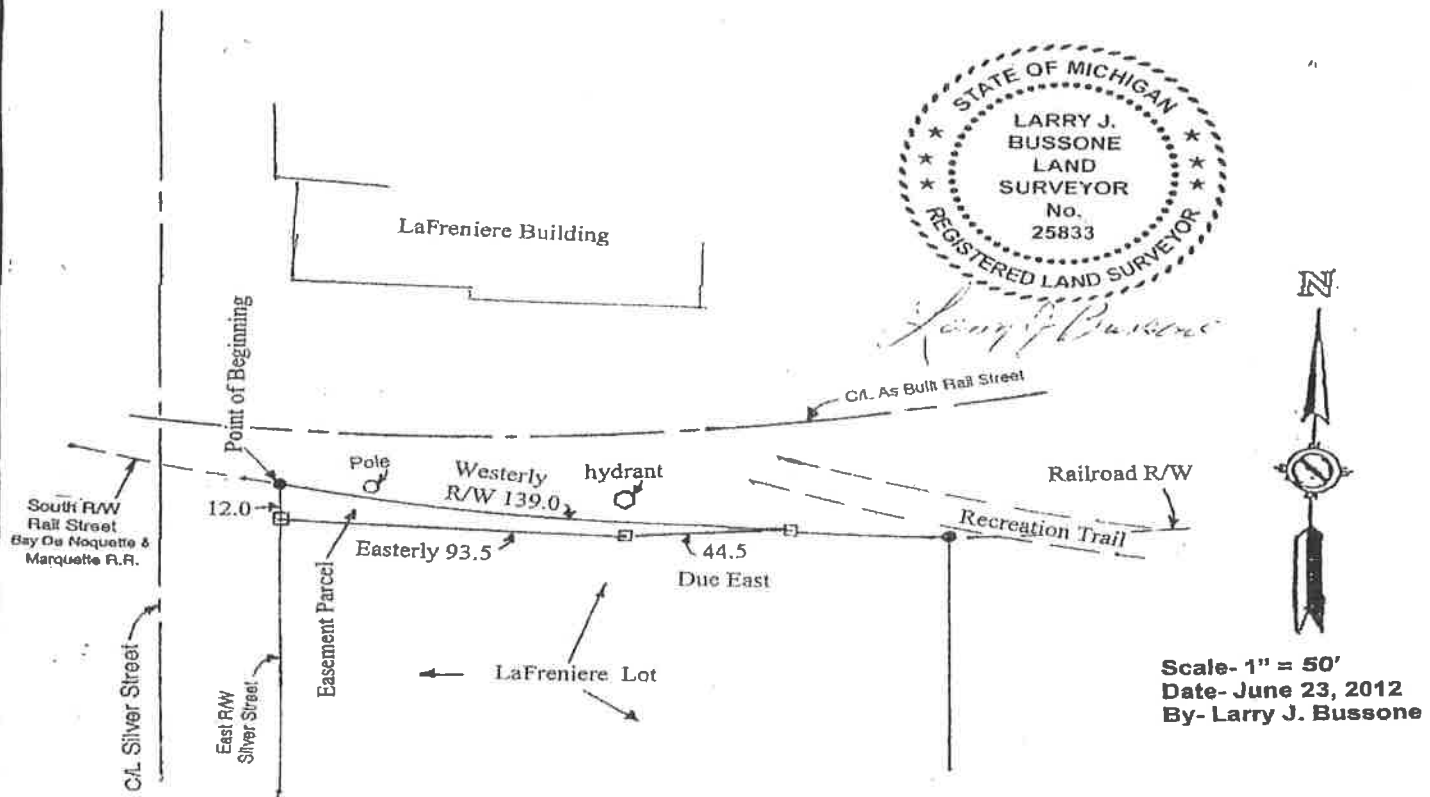 STATE OF MICHIGAN
LARRY J.
BUSSONE
LAND
SURVEYOR
No.
25833
REGISTERED LAND SURVEYOR
Larry J Bussone
LaFreniere Building
N
Point of Beginning
C/L As Built Rail Street
Pole
Westerly
R/W 139.0
hydrant
Railroad R/W
South R/W
Rail Street
Bay De Noquette &
Marquette R.R.
12.0
Recreation Trail
Easterly 93.5
44.5
Due East
Easement Parcel
C/L Silver Street
East R/W
Silver Street
LaFreniere Lot
Scale- 1" = 50'
Date- June 23, 2012
By- Larry J. Bussone